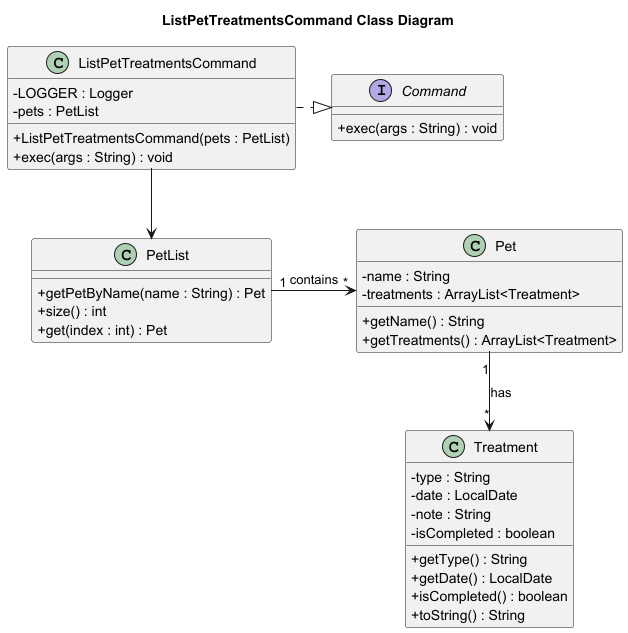 ListPetTreatmentsCommand Class Diagram
C ListPetTreatmentsCommand
-LOGGER : Logger
-pets : PetList
+ListPetTreatmentsCommand(pets : PetList)
+exec(args : String) : void
I Command
+exec(args : String) : void
C PetList
+getPetByName(name : String) : Pet
+size() : int
+get(index : int) : Pet
1 contains *
C Pet
-name : String
-treatments : ArrayList<Treatment>
+getName() : String
+getTreatments() : ArrayList<Treatment>
1
has
*
C Treatment
-type : String
-date : LocalDate
-note : String
-isCompleted : boolean
+getType() : String
+getDate() : LocalDate
+isCompleted() : boolean
+toString() : String